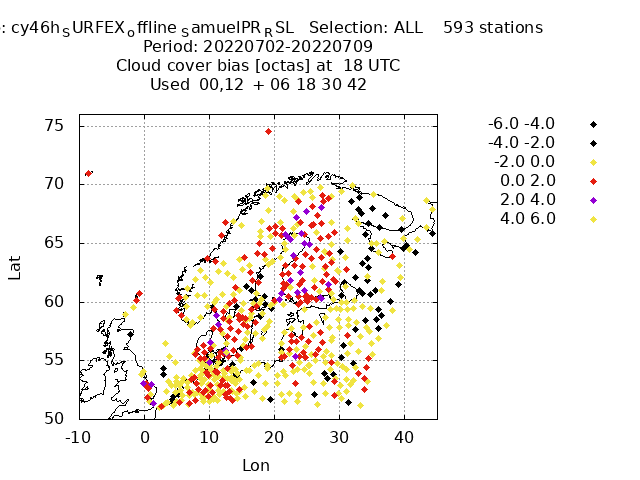 : cy46hSURFEXoffline SamuelPRRSL   Selection: ALL    593 stations
Period: 20220702-20220709
Cloud cover bias [octas] at  18 UTC
Used 00,12  + 06 18 30 42
-6.0 -4.0
-4.0 -2.0
-2.0 0.0
0.0 2.0
2.0 4.0
4.0 6.0
75
70
65
60
55
50
Lat
-10 0 10 20 30 40
Lon